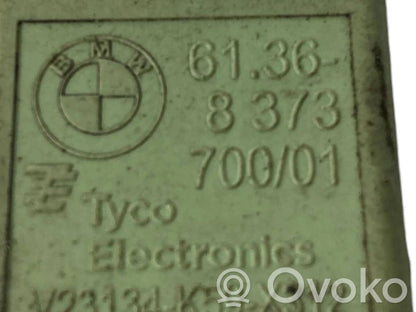 BMW
61.36-
8 373
700/01
Tyco
Electronics
Ovoko